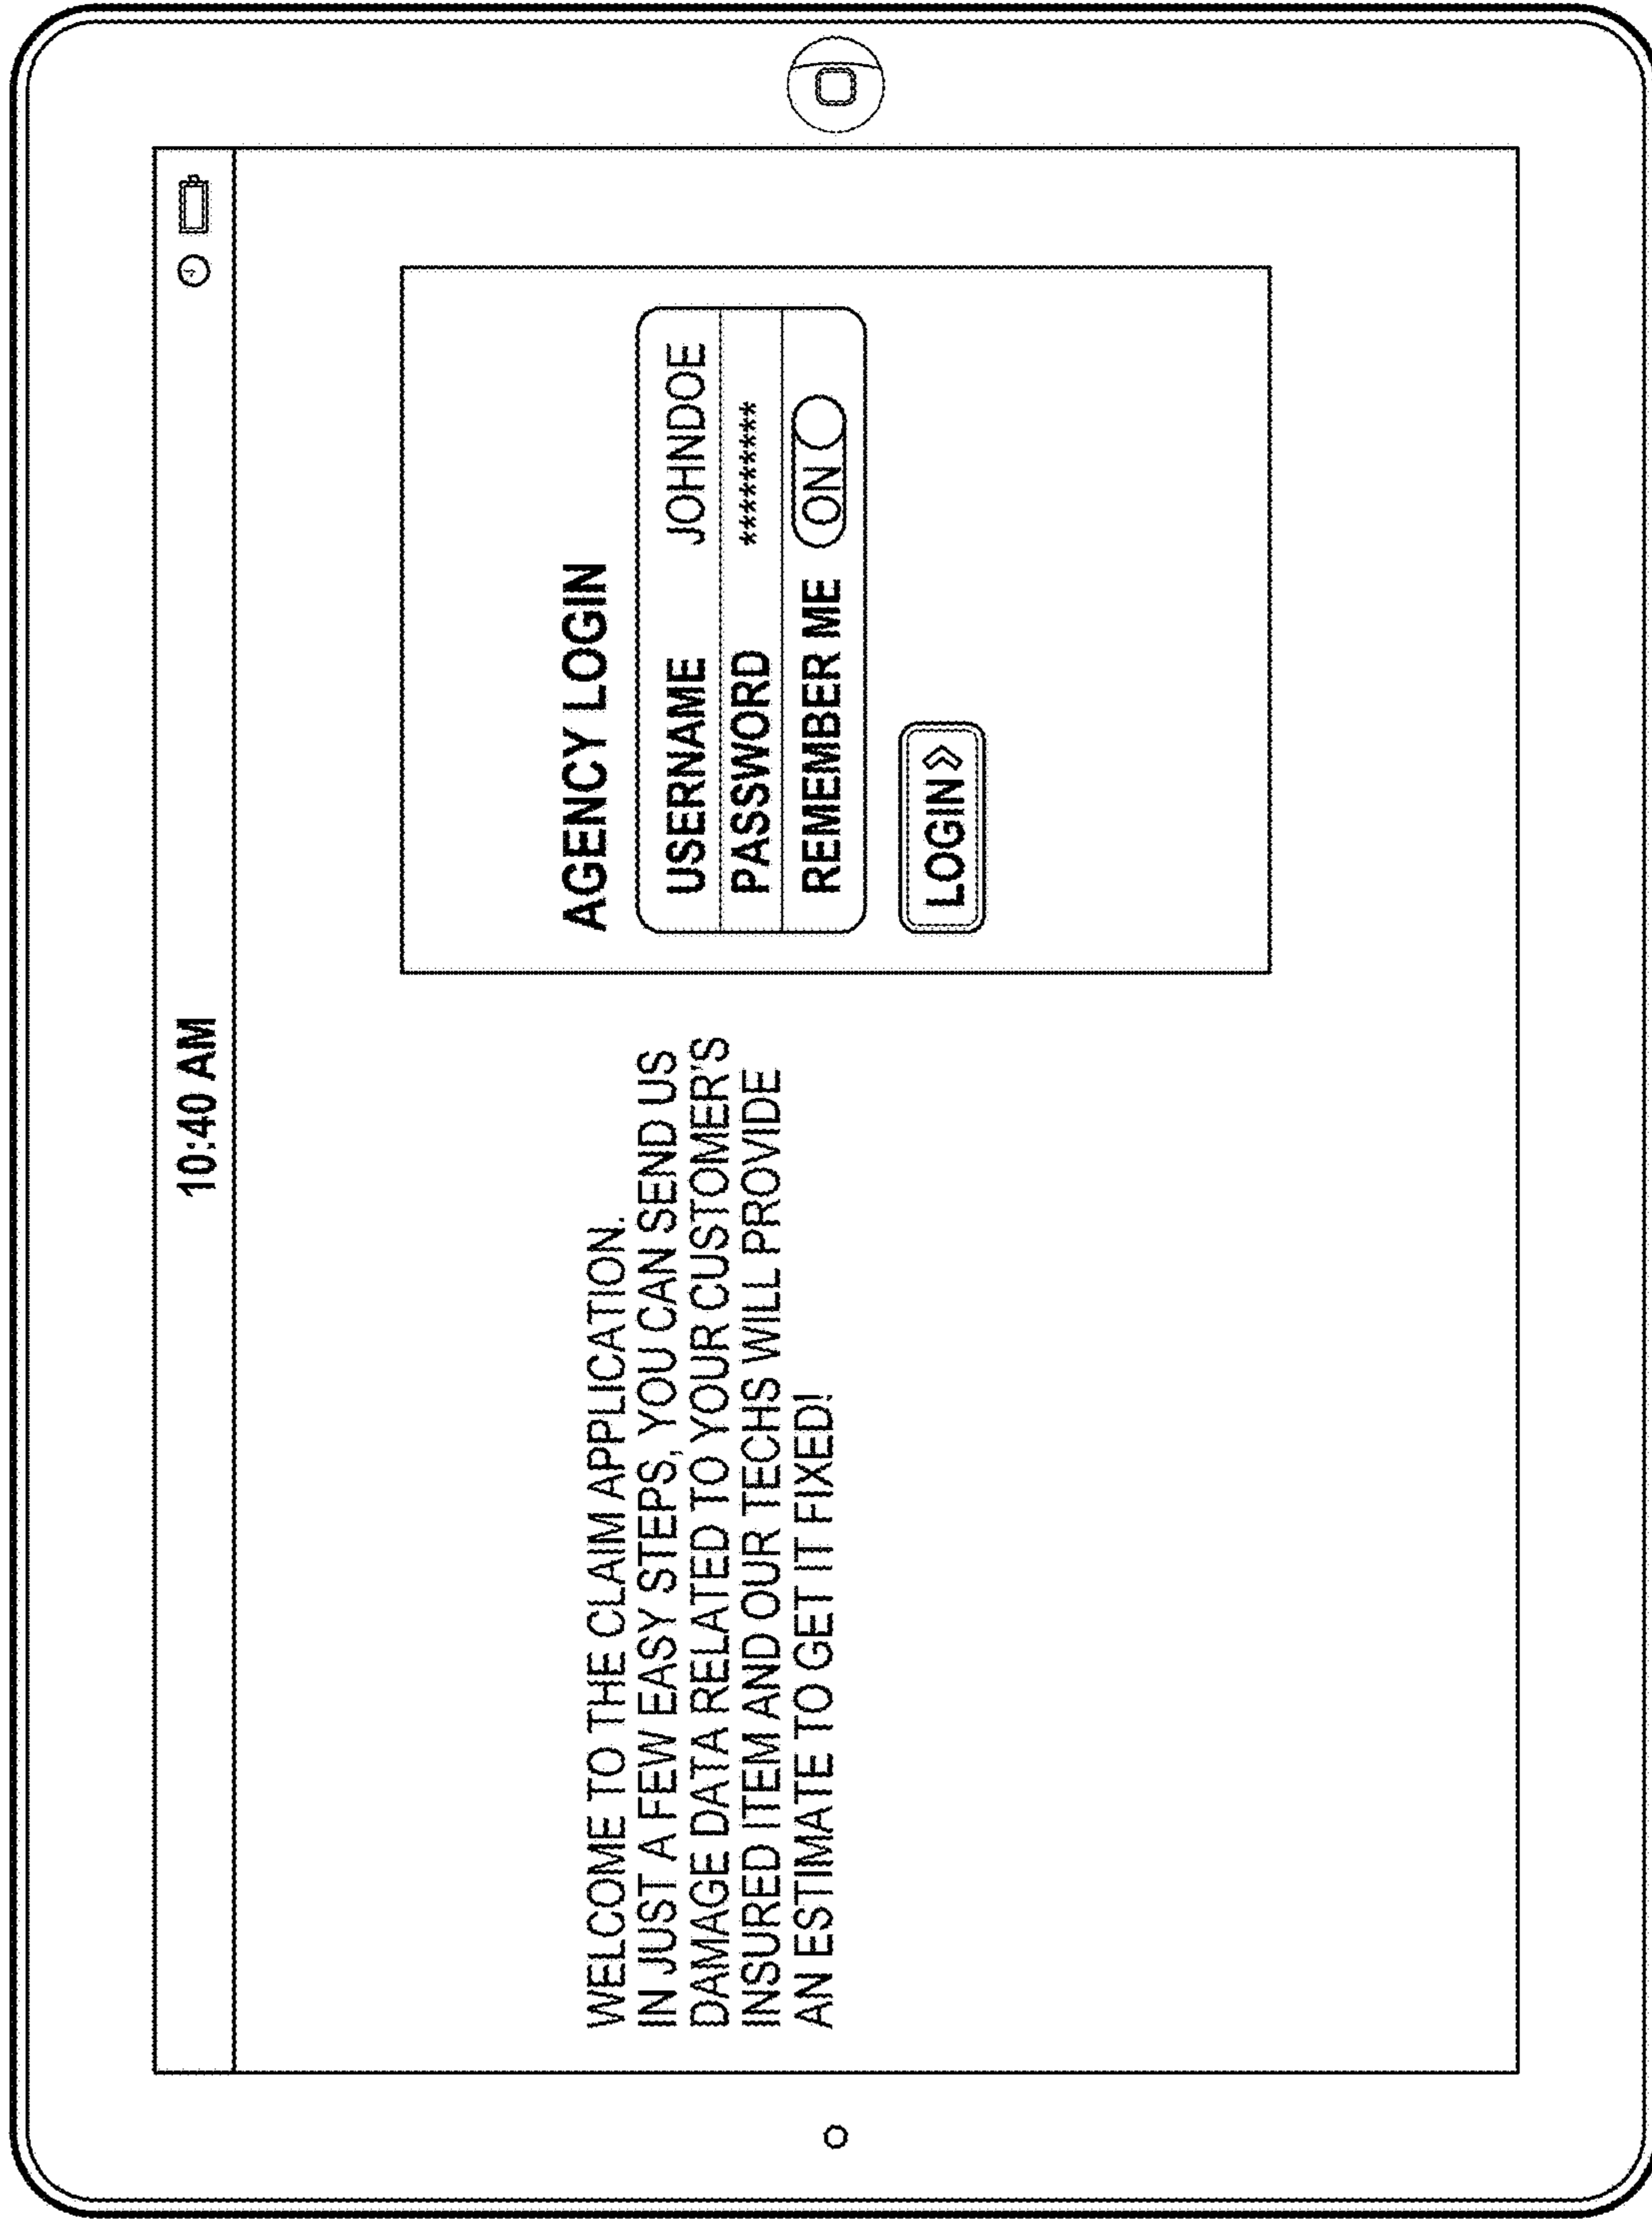 10:40 AM
WELCOME TO THE CLAIM APPLICATION.
IN JUST A FEW EASY STEPS, YOU CAN SEND US
DAMAGE DATA RELATED TO YOUR CUSTOMER'S
INSURED ITEM AND OUR TECHS WILL PROVIDE
AN ESTIMATE TO GET IT FIXED!
AGENCY LOGIN
USERNAME JOHNDOE
PASSWORD *********
REMEMBER ME ON
LOGIN »